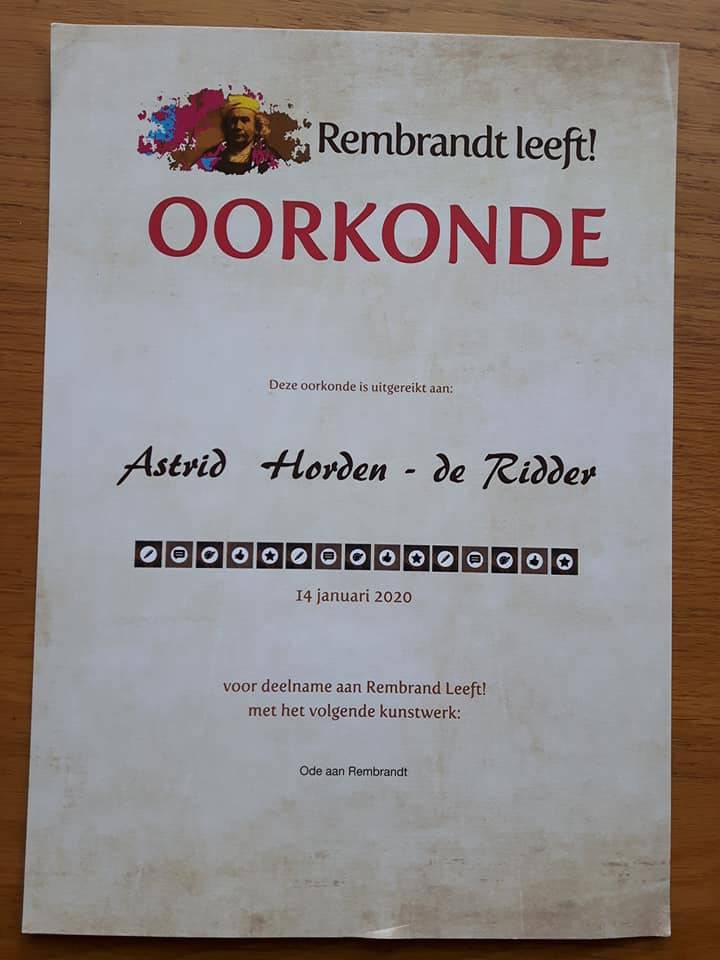 Rembrandt leeft!
OORKONDE
Deze oorkonde is uitgereikt aan:
Astrid Horden - de Ridder
14 januari 2020
voor deelname aan Rembrand Leeft!
met het volgende kunstwerk:
Ode aan Rembrandt